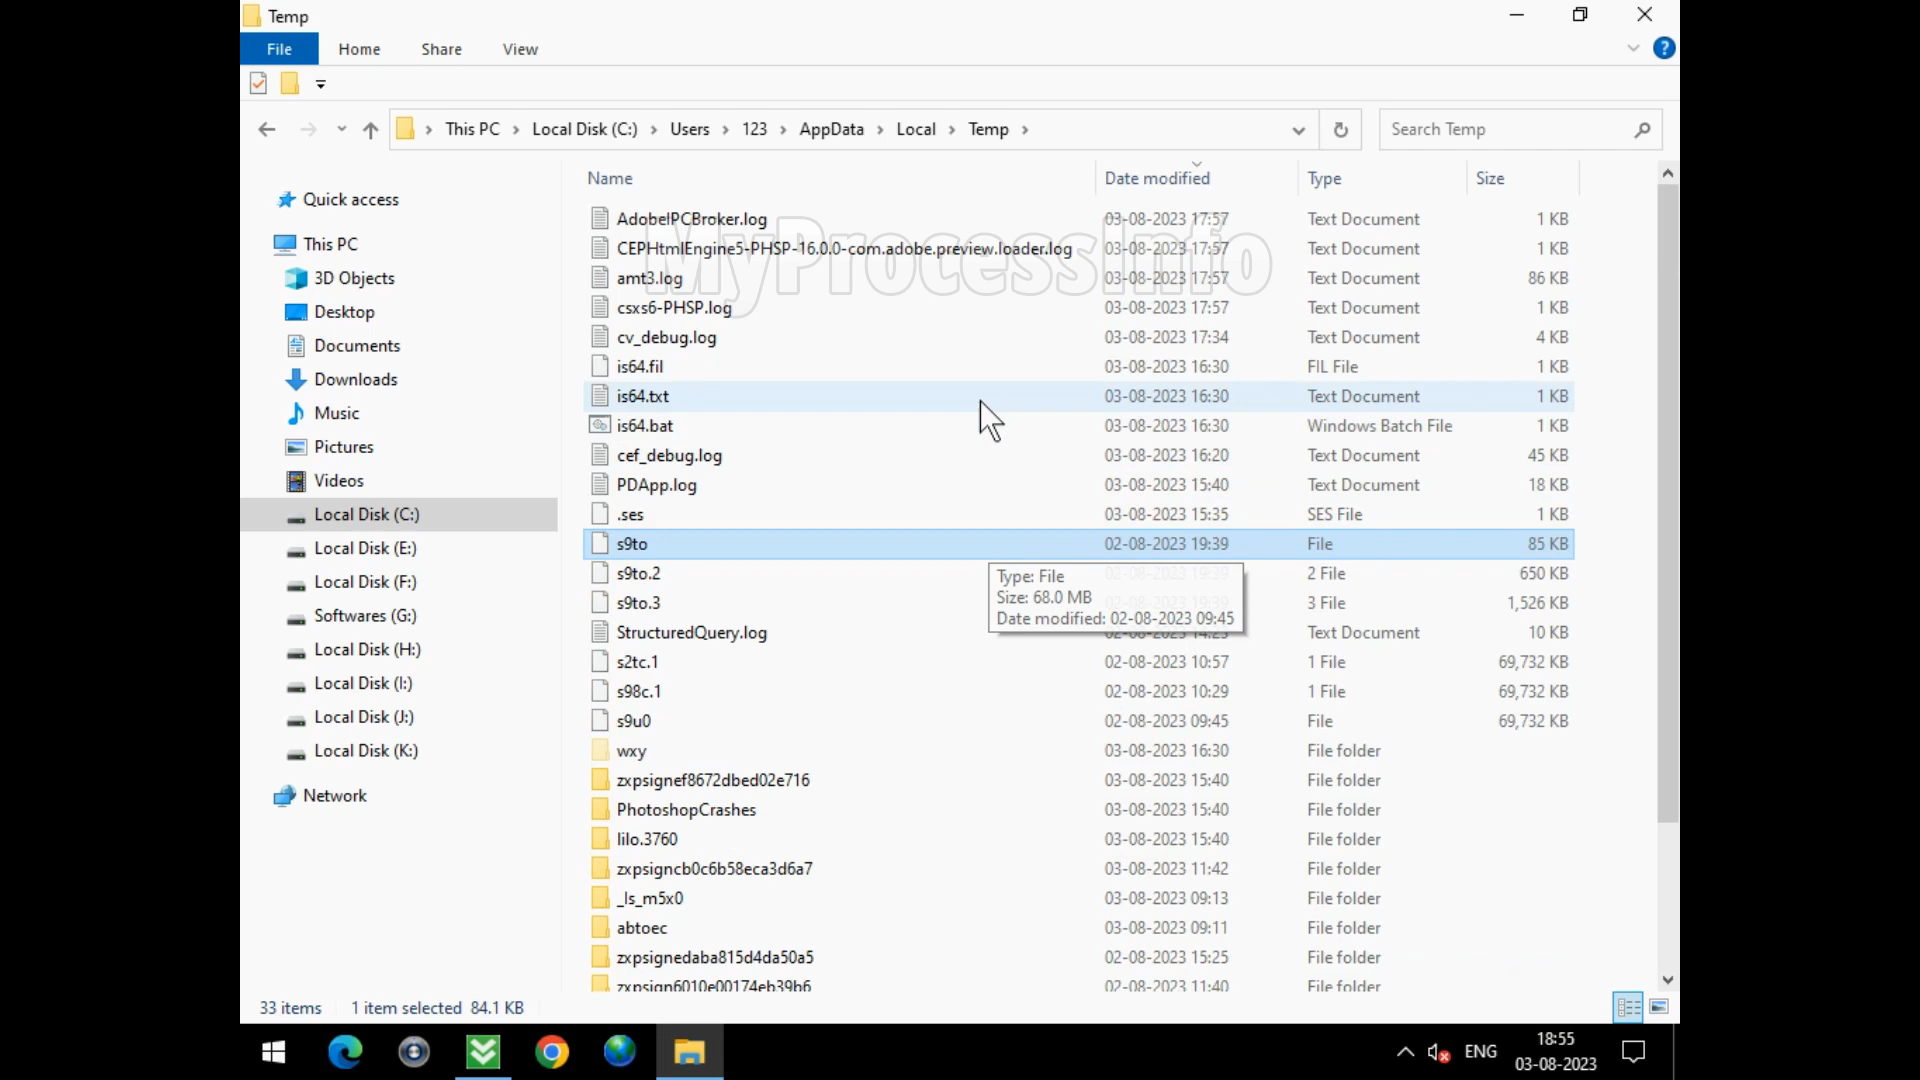 Temp
File Home Share View
This PC Local Disk (C:) Users 123 AppData Local Temp
Search Temp
Quick access
This PC
3D Objects
Desktop
Documents
Downloads
Music
Pictures
Videos
Local Disk (C:)
Local Disk (E:)
Local Disk (F:)
Softwares (G:)
Local Disk (H:)
Local Disk (I:)
Local Disk (J:)
Local Disk (K:)
Network
Name Date modified Type Size
AdobeIPCBroker.log 03-08-2023 17:57 Text Document 1 KB
CEPHtmlEngine5-PHSP-16.0.0-com.adobe.preview.loader.log 03-08-2023 17:57 Text Document 1 KB
MyProcessInfo
amt3.log 03-08-2023 17:57 Text Document 86 KB
csxs6-PHSP.log 03-08-2023 17:57 Text Document 1 KB
cv_debug.log 03-08-2023 17:34 Text Document 4 KB
is64.fil 03-08-2023 16:30 FIL File 1 KB
is64.txt 03-08-2023 16:30 Text Document 1 KB
is64.bat 03-08-2023 16:30 Windows Batch File 1 KB
cef_debug.log 03-08-2023 16:20 Text Document 45 KB
PDApp.log 03-08-2023 15:40 Text Document 18 KB
.ses 03-08-2023 15:35 SES File 1 KB
s9to 02-08-2023 19:39 File 85 KB
s9to.2 02-08-2023 19:39 2 File 650 KB
s9to.3 02-08-2023 19:39 3 File 1,526 KB
Type: File
Size: 68.0 MB
Date modified: 02-08-2023 09:45
StructuredQuery.log 02-08-2023 Text Document 10 KB
s2tc.1 02-08-2023 10:57 1 File 69,732 KB
s98c.1 02-08-2023 10:29 1 File 69,732 KB
s9u0 02-08-2023 09:45 File 69,732 KB
wxy 03-08-2023 16:30 File folder
zxpsignef8672dbed02e716 03-08-2023 15:40 File folder
PhotoshopCrashes 03-08-2023 15:40 File folder
lilo.3760 03-08-2023 15:40 File folder
zxpsigncb0c6b58eca3d6a7 03-08-2023 11:42 File folder
_ls_m5x0 03-08-2023 09:13 File folder
abtoec 03-08-2023 09:11 File folder
zxpsignedaba815d4da50a5 02-08-2023 15:25 File folder
zxpsign6010e00174eb39b6 02-08-2023 11:40 File folder
33 items 1 item selected 84.1 KB
ENG
18:55
03-08-2023